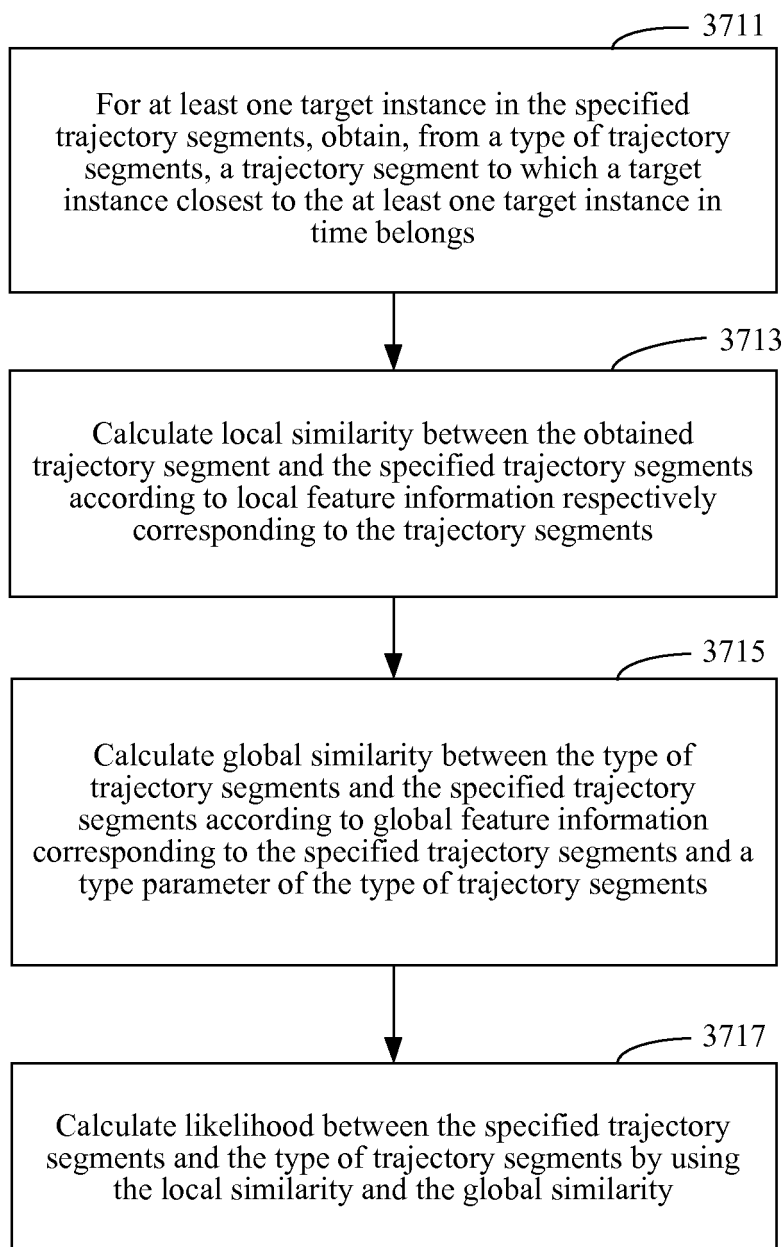 3711
For at least one target instance in the specified
trajectory segments, obtain, from a type of trajectory
segments, a trajectory segment to which a target
instance closest to the at least one target instance in
time belongs
3713
Calculate local similarity between the obtained
trajectory segment and the specified trajectory segments
according to local feature information respectively
corresponding to the trajectory segments
3715
Calculate global similarity between the type of
trajectory segments and the specified trajectory
segments according to global feature information
corresponding to the specified trajectory segments and a
type parameter of the type of trajectory segments
3717
Calculate likelihood between the specified trajectory
segments and the type of trajectory segments by using
the local similarity and the global similarity